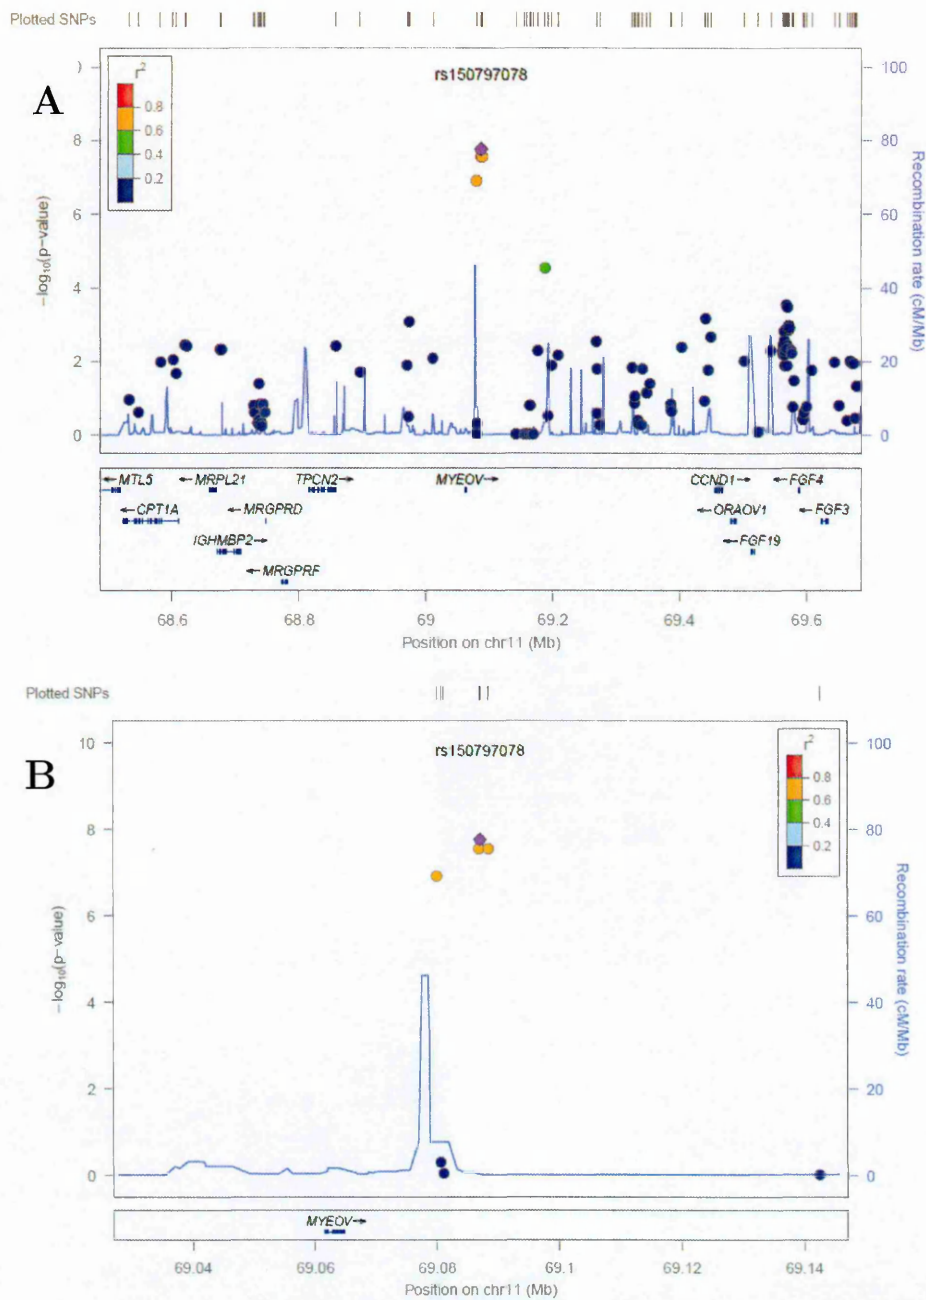 Plotted SNPs
A
rs150797078
r²
0.8
0.6
0.4
0.2
)
8
6
4
2
0
−log₁₀(p−value)
100
80
60
40
20
0
Recombination rate (cM/Mb)
←MTL5
←MRPL21
TPCN2→
MYEOV→
CCND1→
←FGF4
←CPT1A
←MRGPRD
←ORAOV1
←FGF3
IGHMBP2→
←FGF19
←MRGPRF
68.6
68.8
69
69.2
69.4
69.6
Position on chr11 (Mb)
Plotted SNPs
B
rs150797078
r²
0.8
0.6
0.4
0.2
10
8
6
4
2
0
−log₁₀(p−value)
100
80
60
40
20
0
Recombination rate (cM/Mb)
MYEOV→
69.04
69.06
69.08
69.1
69.12
69.14
Position on chr11 (Mb)